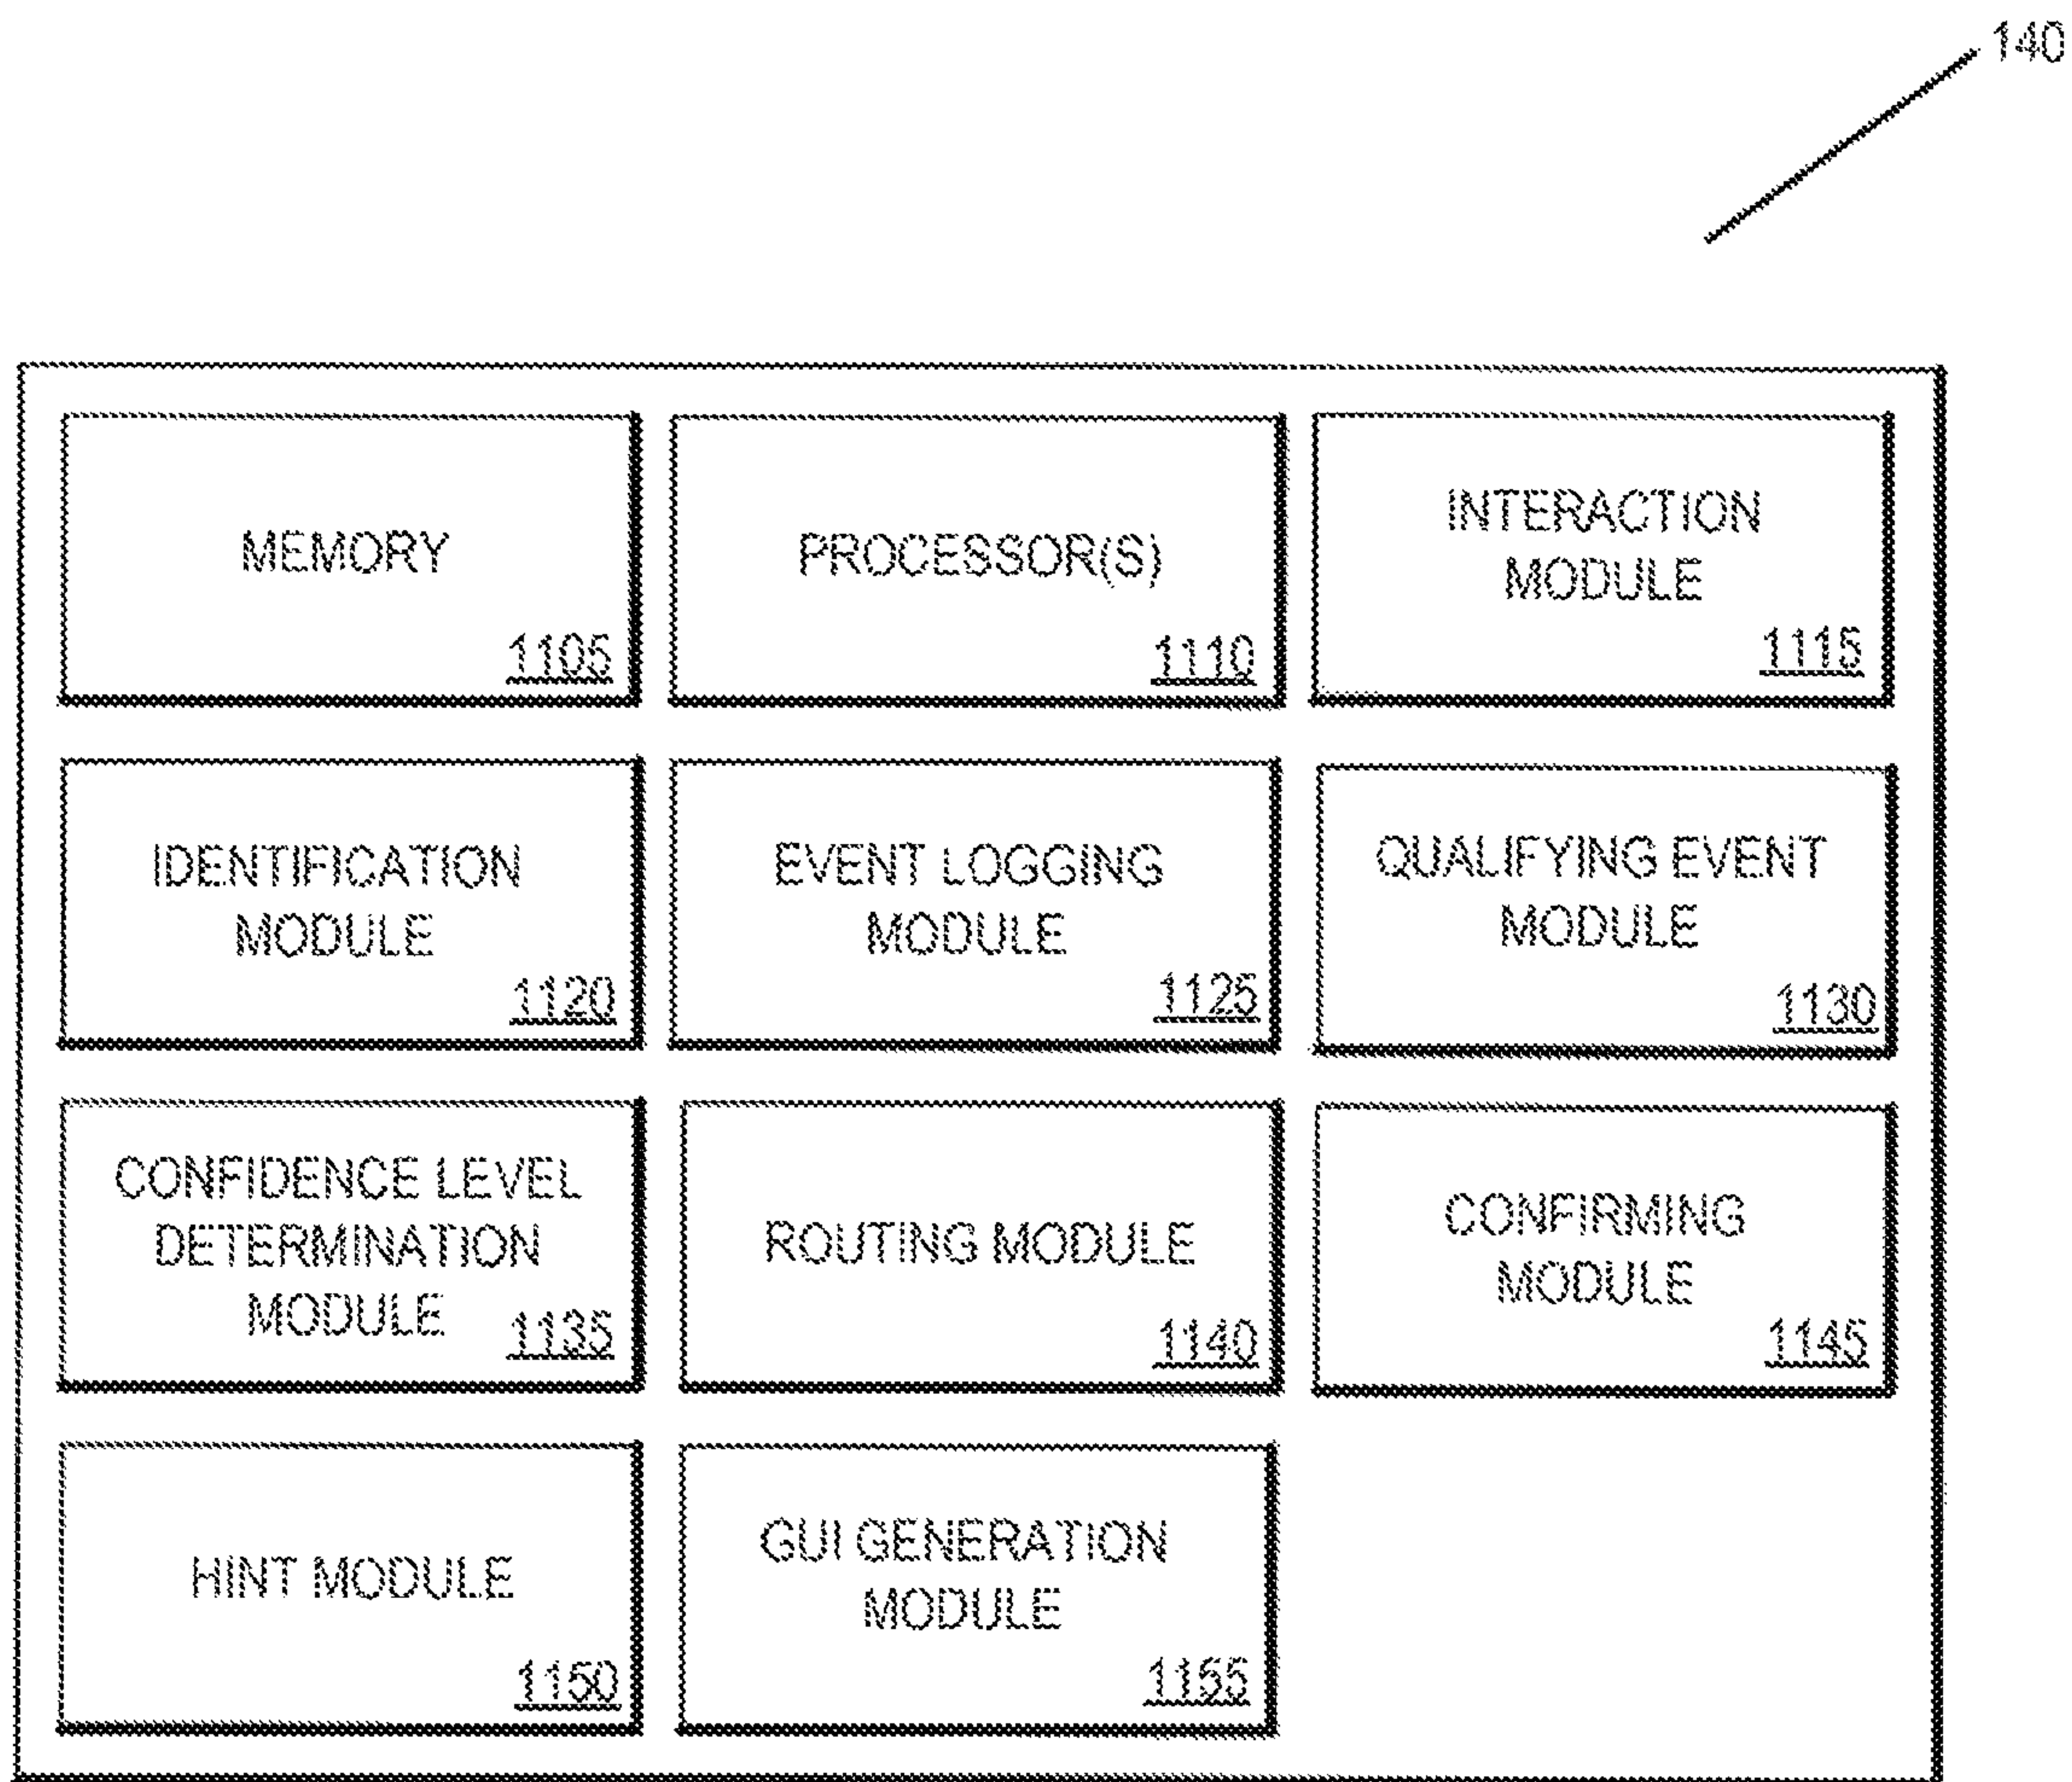 140
MEMORY
1105
PROCESSOR(S)
1110
INTERACTION
MODULE
1115
IDENTIFICATION
MODULE
1120
EVENT LOGGING
MODULE
1125
QUALIFYING EVENT
MODULE
1130
CONFIDENCE LEVEL
DETERMINATION
MODULE
1135
ROUTING MODULE
1140
CONFIRMING
MODULE
1145
HINT MODULE
1150
GUI GENERATION
MODULE
1155